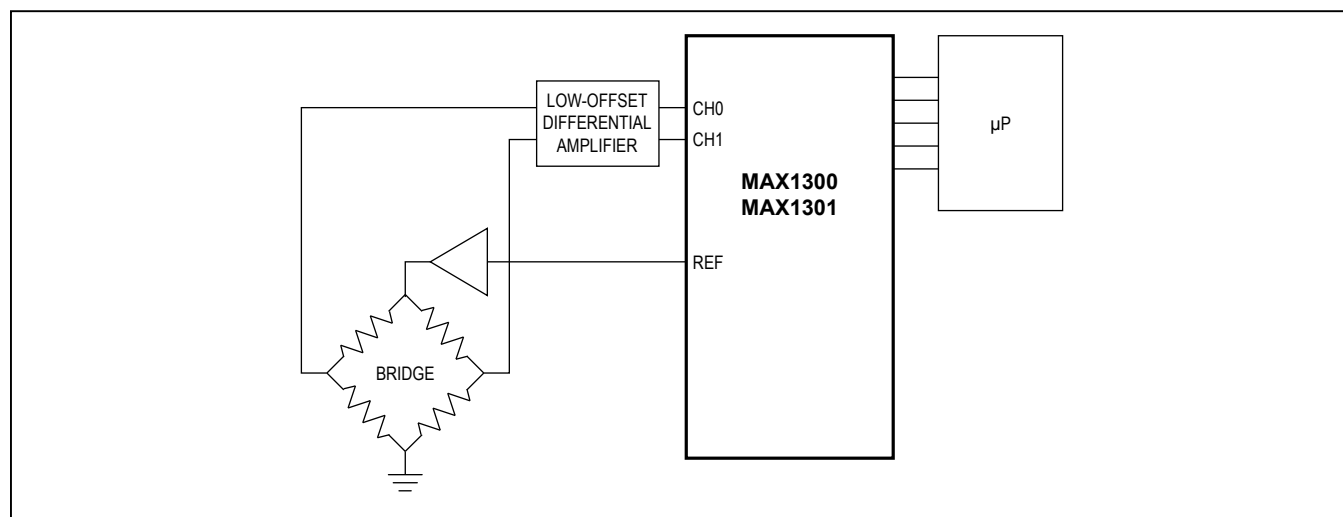 LOW-OFFSET
DIFFERENTIAL
AMPLIFIER
CH0
CH1
µP
MAX1300
MAX1301
REF
BRIDGE